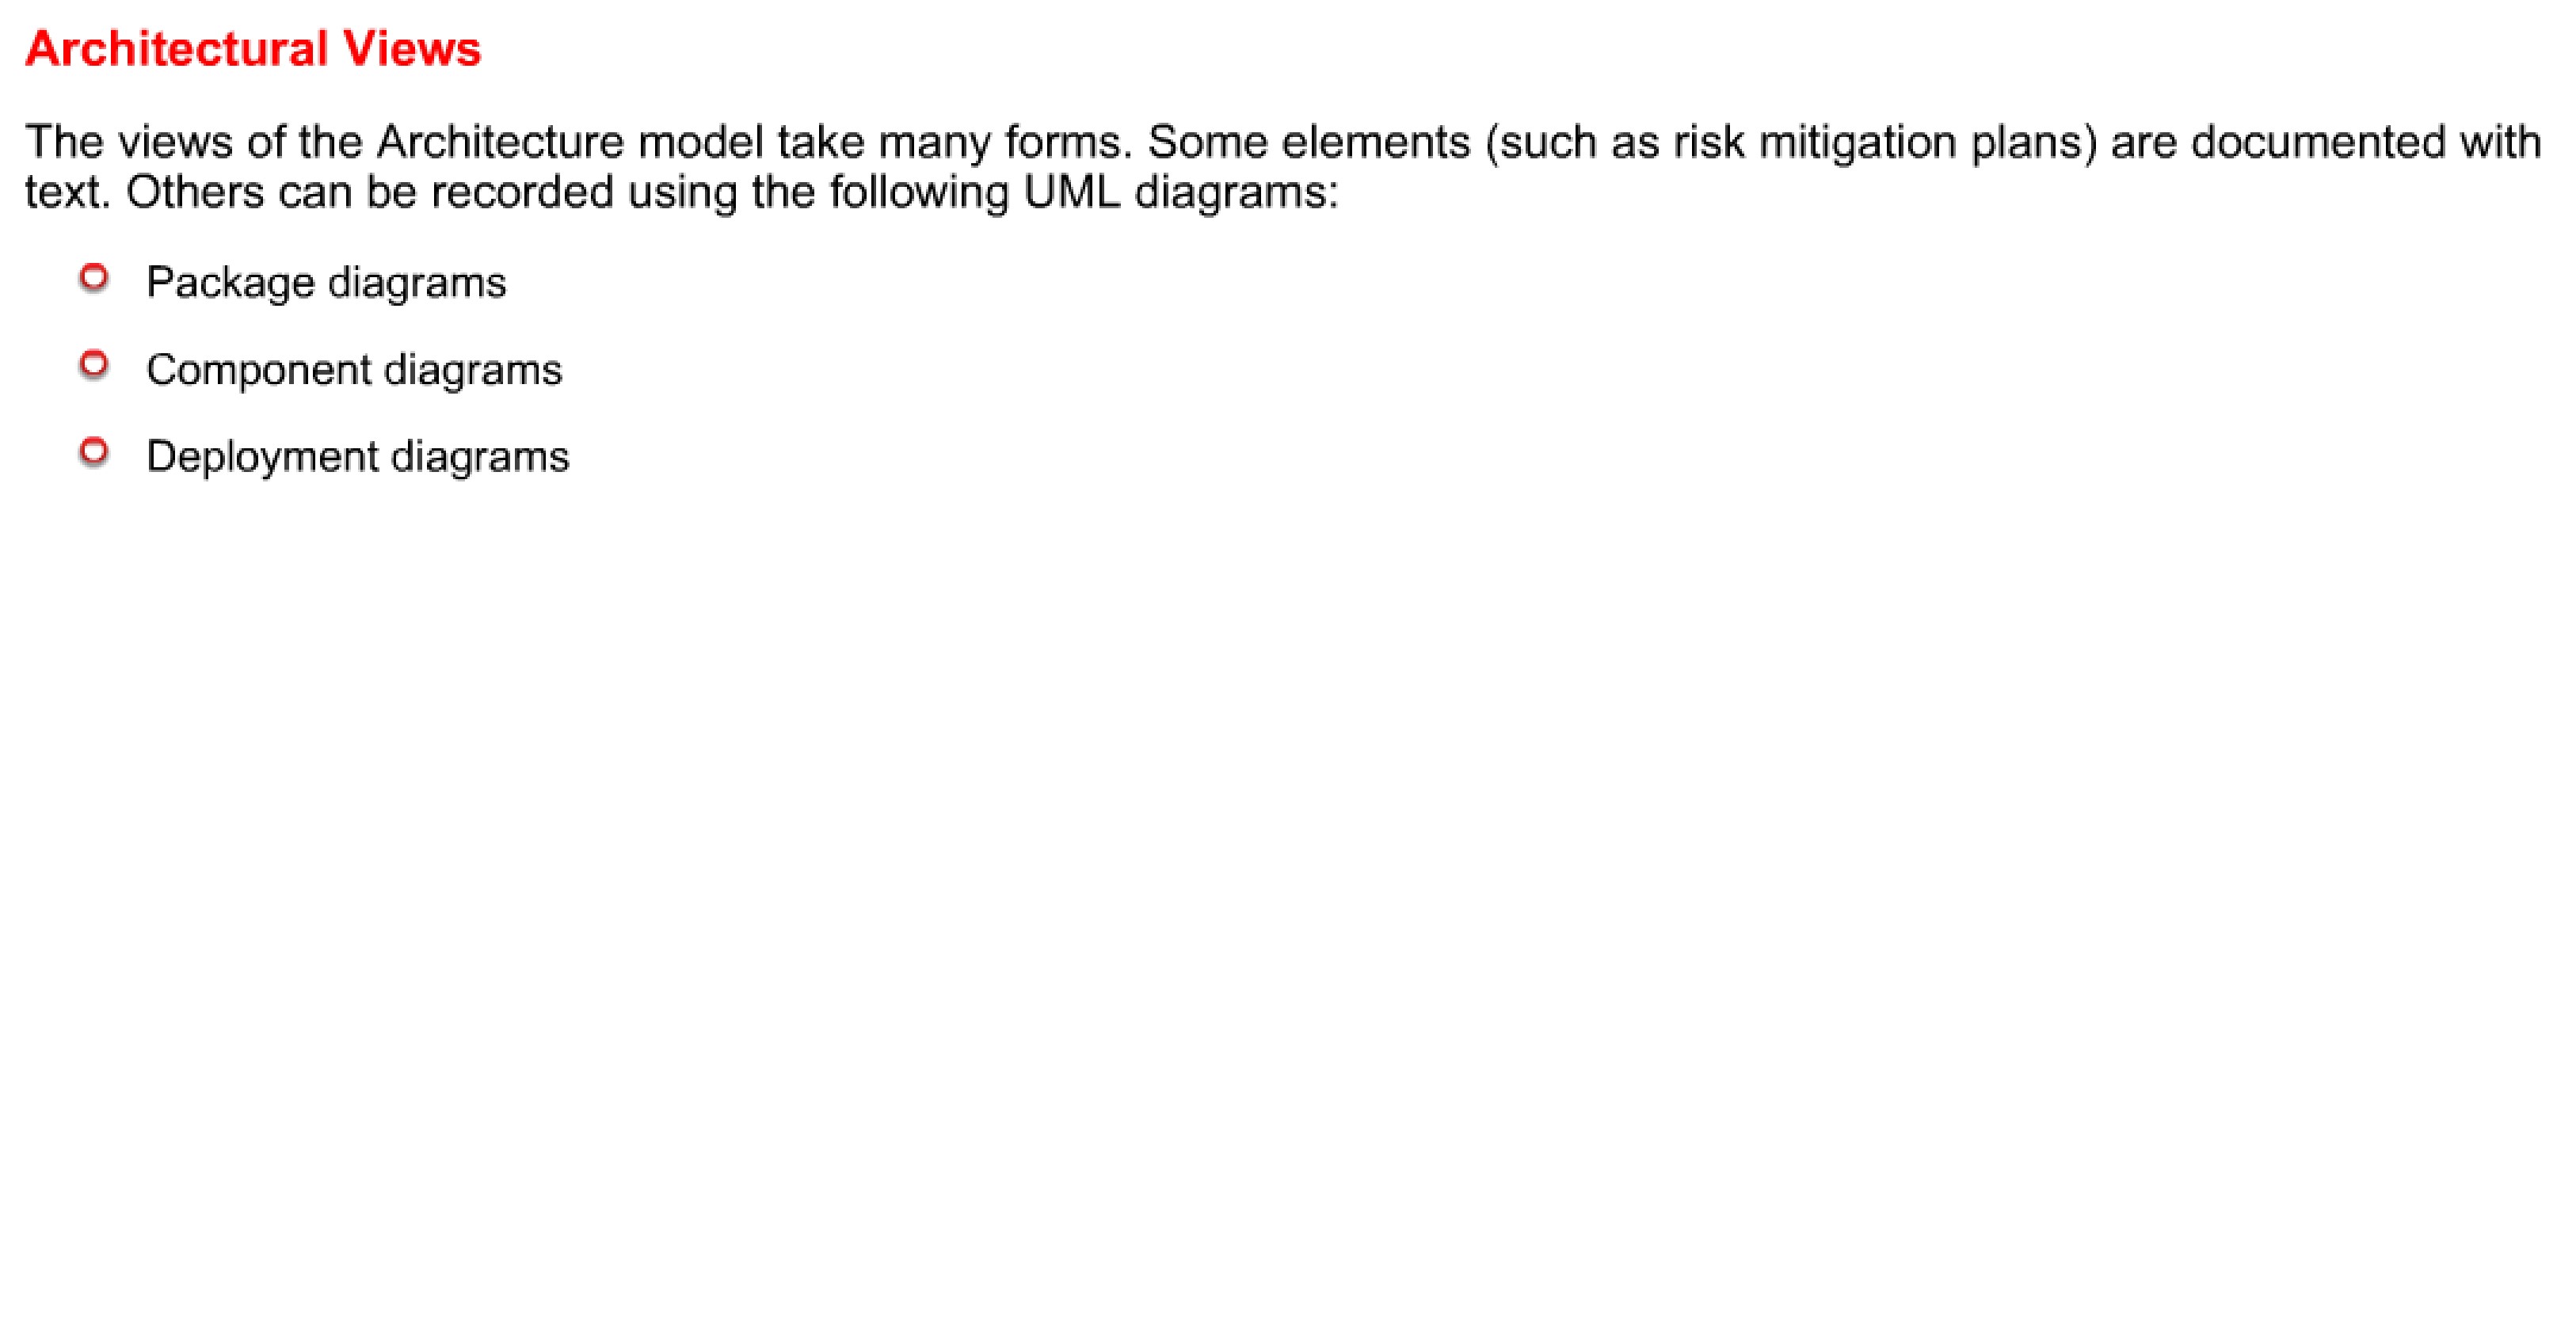 Architectural Views
The views of the Architecture model take many forms. Some elements (such as risk mitigation plans) are documented with
text. Others can be recorded using the following UML diagrams:
Package diagrams
Component diagrams
Deployment diagrams